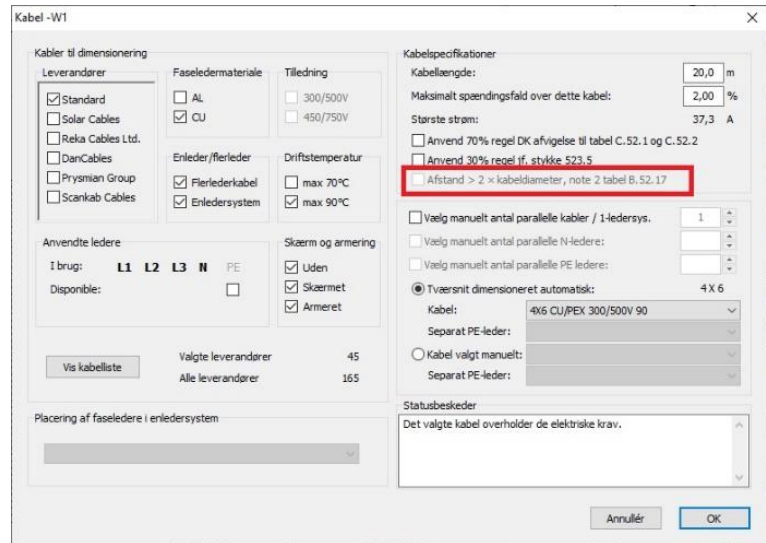 Kabel -W1
Kabler til dimensionering
Leverandører
Standard
Solar Cables
Reka Cables Ltd.
DanCables
Prysmian Group
Scankab Cables
Faseledermateriale
AL
CU
Tilledning
300/500V
450/750V
Enleder/flerleder
Flerlederkabel
Enledersystem
Driftstemperatur
max 70°C
max 90°C
Anvendte ledere
I brug: L1 L2 L3 N PE
Disponible:
Skærm og armering
Uden
Skærmet
Armeret
Vis kabelliste
Valgte leverandører 45
Alle leverandører 165
Placering af faseledere i enledersystem
Kabelspecifikationer
Kabellængde: 20,0 m
Maksimalt spændingsfald over dette kabel: 2,00 %
Største strøm: 37,3 A
Anvend 70% regel DK afvigelse til tabel C.52.1 og C.52.2
Anvend 30% regel jf. stykke 523.5
Afstand > 2 × kabeldiameter, note 2 tabel B.52.17
Vælg manuelt antal parallelle kabler / 1-ledersys. 1
Vælg manuelt antal parallelle N-ledere:
Vælg manuelt antal parallelle PE ledere:
Tværsnit dimensioneret automatisk: 4X6
Kabel: 4X6 CU/PEX 300/500V 90
Separat PE-leder:
Kabel valgt manuelt:
Separat PE-leder:
Statusbeskeder
Det valgte kabel overholder de elektriske krav.
Annullér
OK